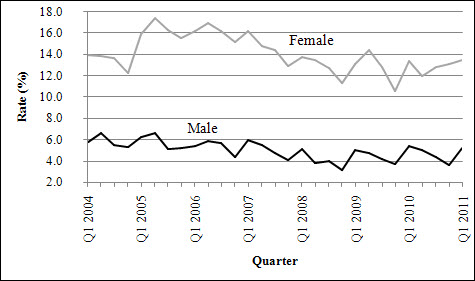 18.0
16.0
14.0
12.0
10.0
8.0
6.0
4.0
2.0
Rate (%)
Female
Male
Q1 2004
Q1 2005
Q1 2006
Q1 2007
Q1 2008
Q1 2009
Q1 2010
Q1 2011
Quarter